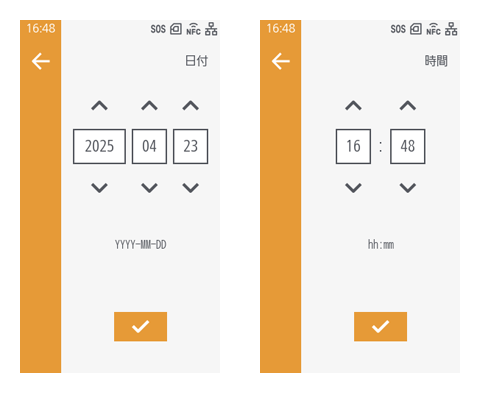 16:48 SOS NFC
日付
2025 04 23
YYYY-MM-DD
16:48 SOS NFC
時間
16 : 48
hh:mm